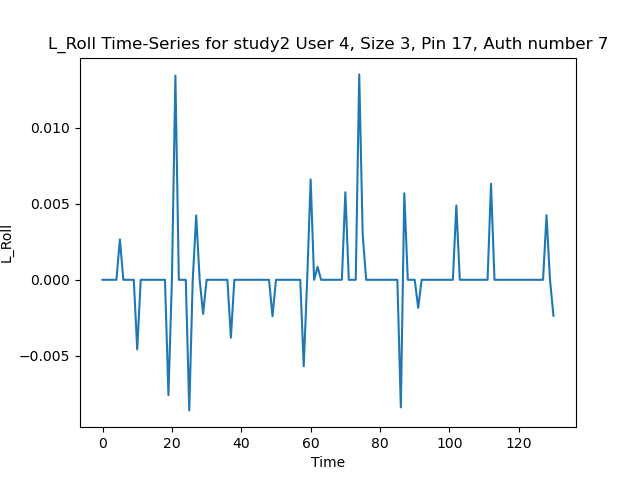 L_Roll Time-Series for study2 User 4, Size 3, Pin 17, Auth number 7
0.010
0.005
0.000
−0.005
L_Roll
0 20 40 60 80 100 120
Time